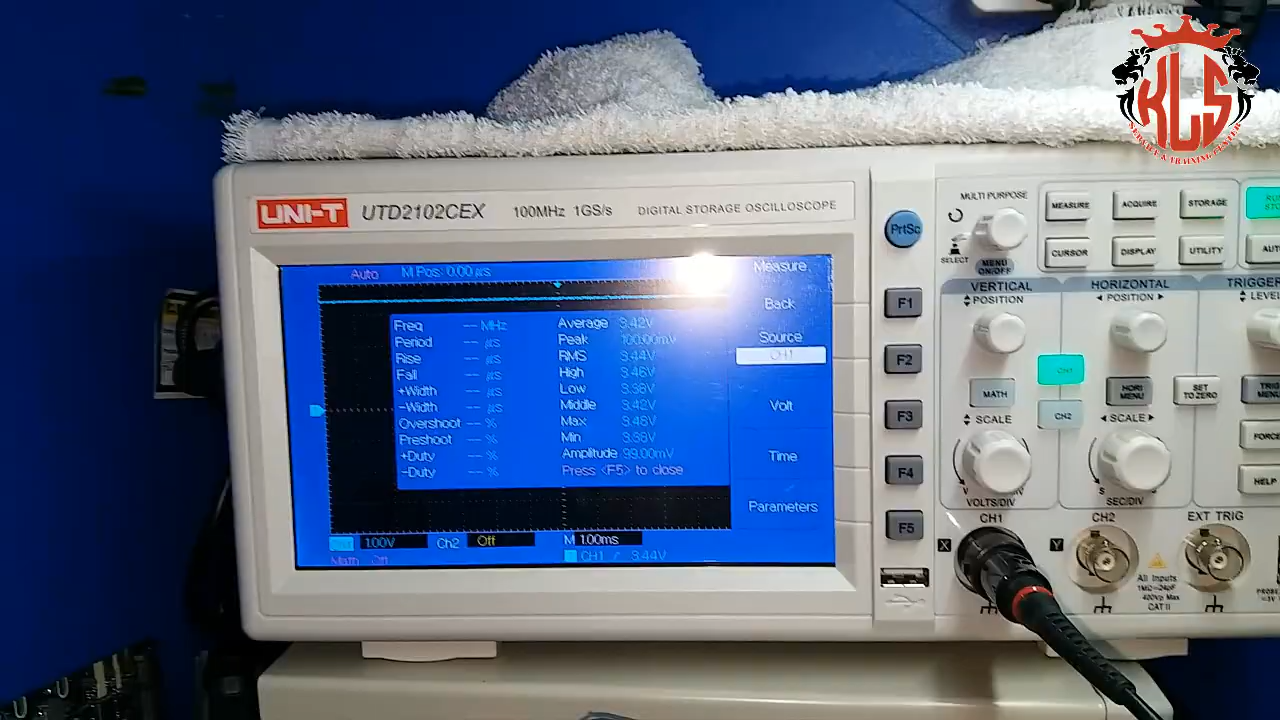 KLS
SERVICE & TRAINING CENTER
UNI-T UTD2102CEX 100MHz 1GS/s DIGITAL STORAGE OSCILLOSCOPE
Auto M Pos: 0.00 μs
Measure
Back
Source
CH1
Volt
Time
Parameters
Freq --- MHz
Period --- μs
Rise --- μs
Fall --- μs
+Width --- μs
-Width --- μs
Overshoot --- %
Preshoot --- %
+Duty --- %
-Duty --- %
Average 3.42V
Peak 100.00mV
RMS 3.44V
High 3.46V
Low 3.36V
Middle 3.42V
Max 3.46V
Min 3.36V
Amplitude 99.00mV
Press <F5> to close
1.00V Ch2 Off M 1.00ms
Math Off CH1 / 3.44V
PrtSc
F1
F2
F3
F4
F5
MULTI PURPOSE
SELECT
MENU ON/OFF
MEASURE ACQUIRE STORAGE
CURSOR DISPLAY UTILITY
VERTICAL HORIZONTAL
POSITION POSITION
CH1
MATH CH2 HORI MENU SET TO ZERO
SCALE SCALE
FORCE
HELP
VOLTS/DIV SEC/DIV
CH1 CH2 EXT TRIG
X Y
All Inputs
400Vp Max
CAT II